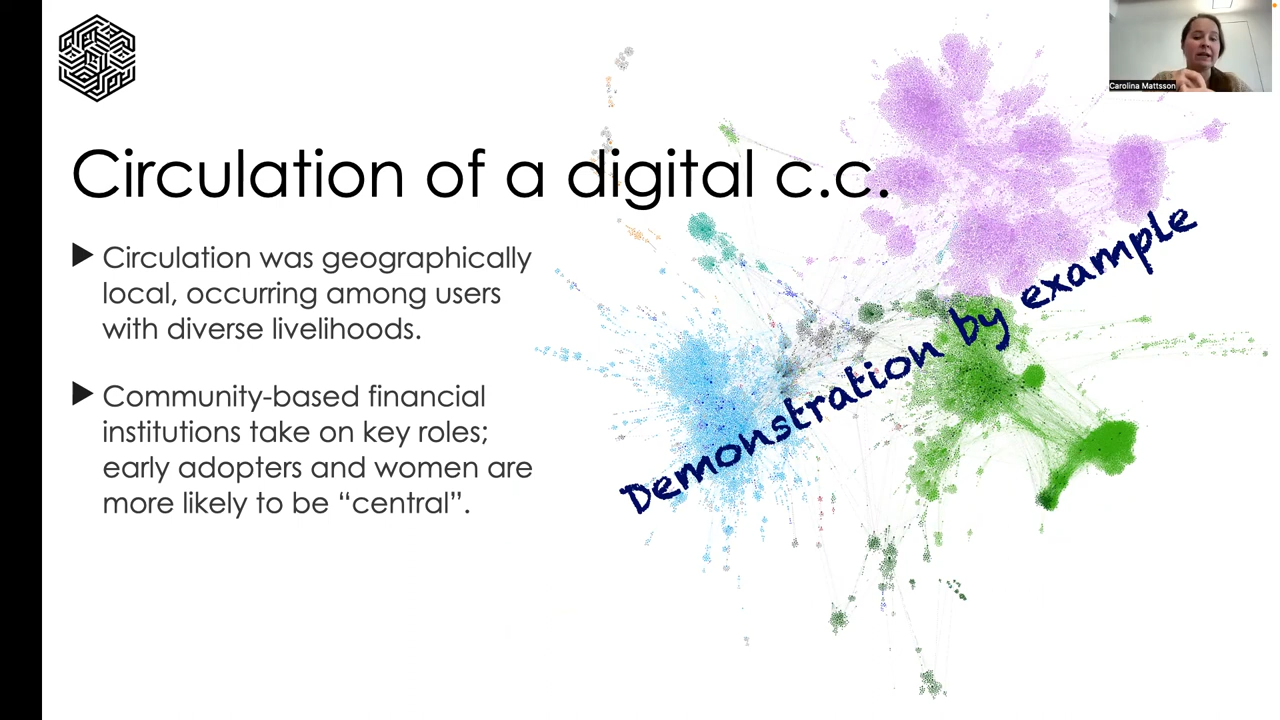 Carolina Mattsson
Circulation of a digital c.c.
Circulation was geographically
local, occurring among users
with diverse livelihoods.
Community-based financial
institutions take on key roles;
early adopters and women are
more likely to be “central”.
Demonstration by example